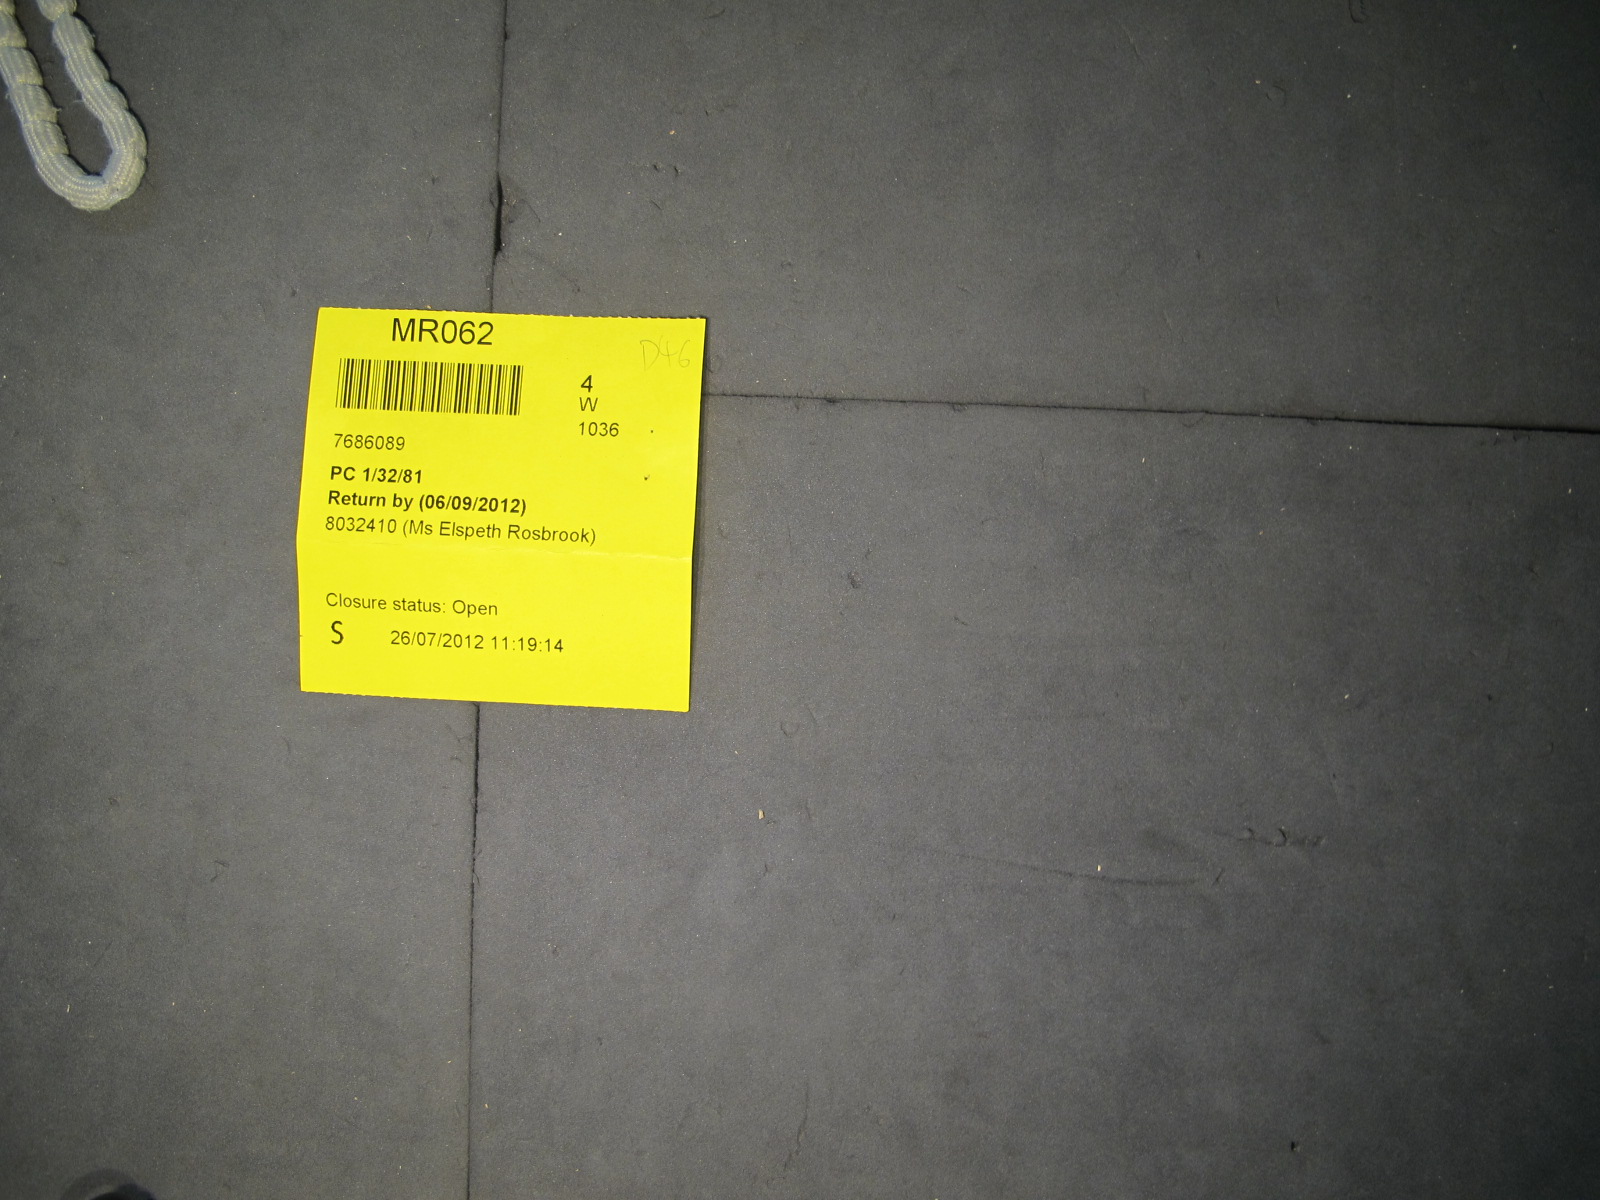 MR062
D46
4
W
1036
7686089
PC 1/32/81
Return by (06/09/2012)
8032410 (Ms Elspeth Rosbrook)
Closure status: Open
S 26/07/2012 11:19:14